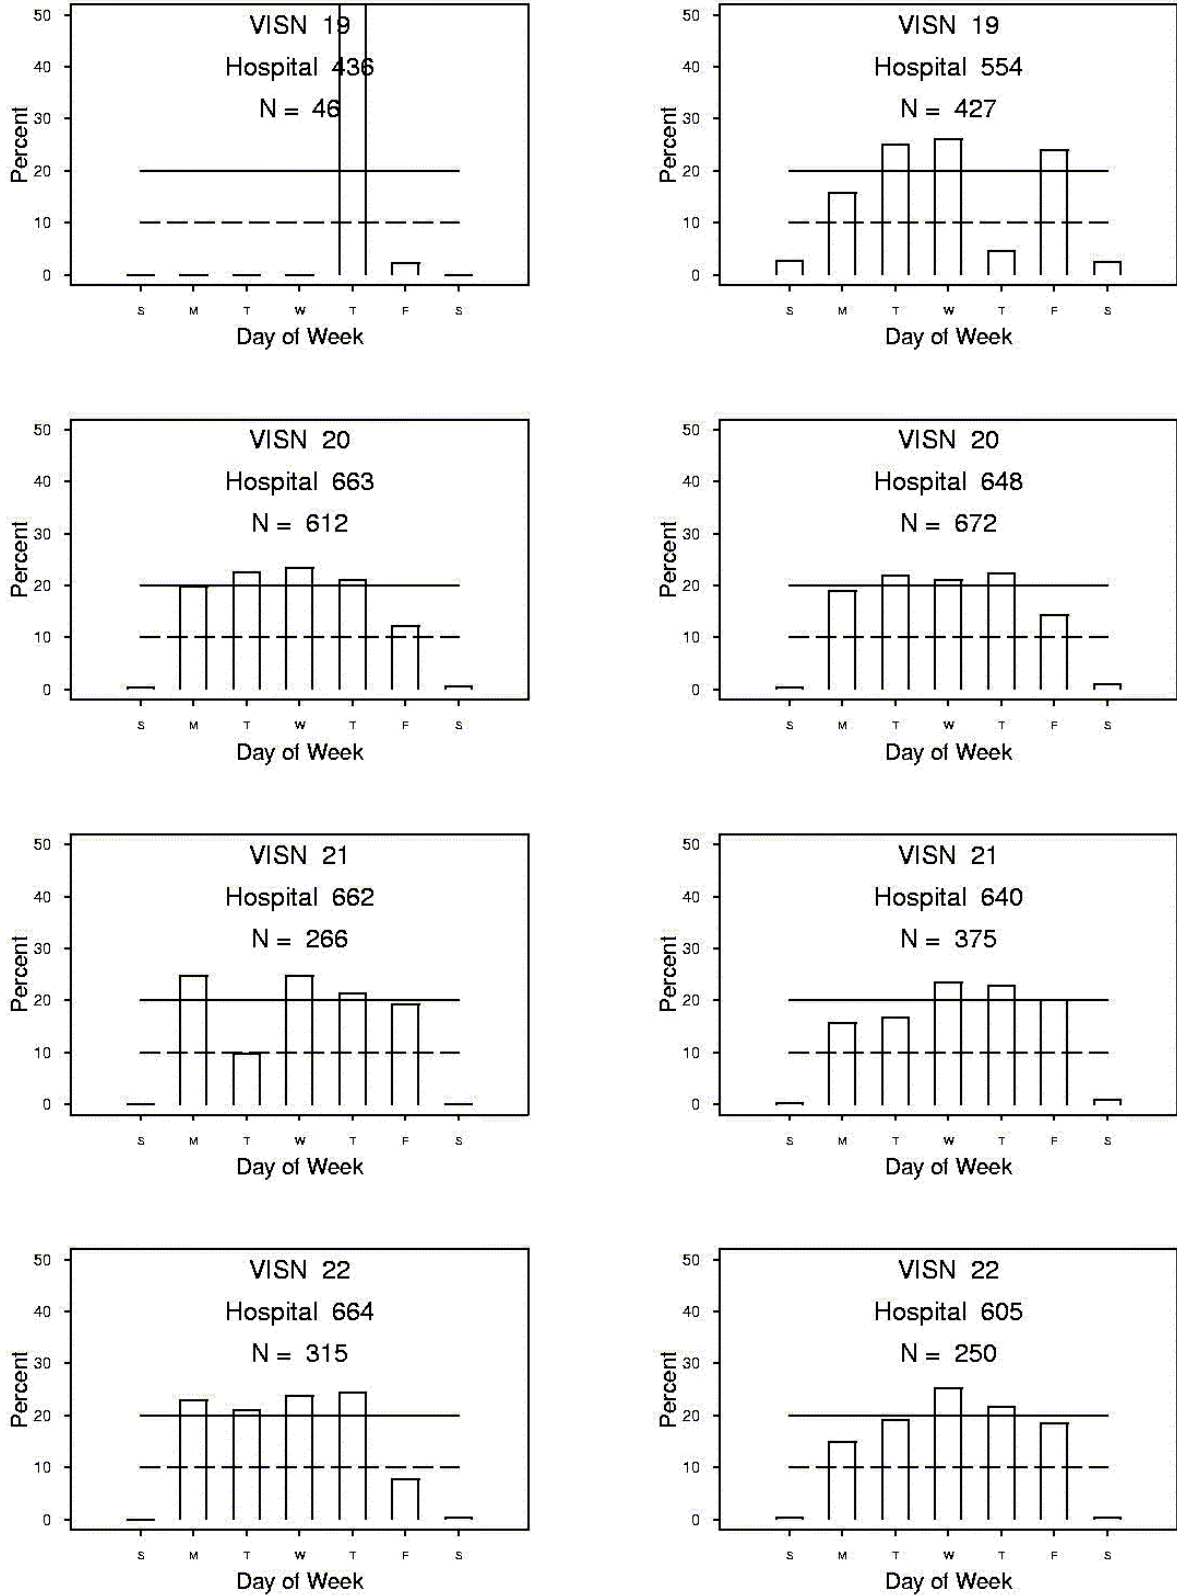 VISN 19
Hospital 436
N = 46
Percent
50
40
30
20
10
0
S M T W T F S
Day of Week
VISN 19
Hospital 554
N = 427
Percent
50
40
30
20
10
0
S M T W T F S
Day of Week
VISN 20
Hospital 663
N = 612
Percent
50
40
30
20
10
0
S M T W T F S
Day of Week
VISN 20
Hospital 648
N = 672
Percent
50
40
30
20
10
0
S M T W T F S
Day of Week
VISN 21
Hospital 662
N = 266
Percent
50
40
30
20
10
0
S M T W T F S
Day of Week
VISN 21
Hospital 640
N = 375
Percent
50
40
30
20
10
0
S M T W T F S
Day of Week
VISN 22
Hospital 664
N = 315
Percent
50
40
30
20
10
0
S M T W T F S
Day of Week
VISN 22
Hospital 605
N = 250
Percent
50
40
30
20
10
0
S M T W T F S
Day of Week